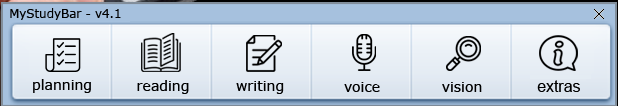 MyStudyBar - v4.1
planning reading writing voice vision extras